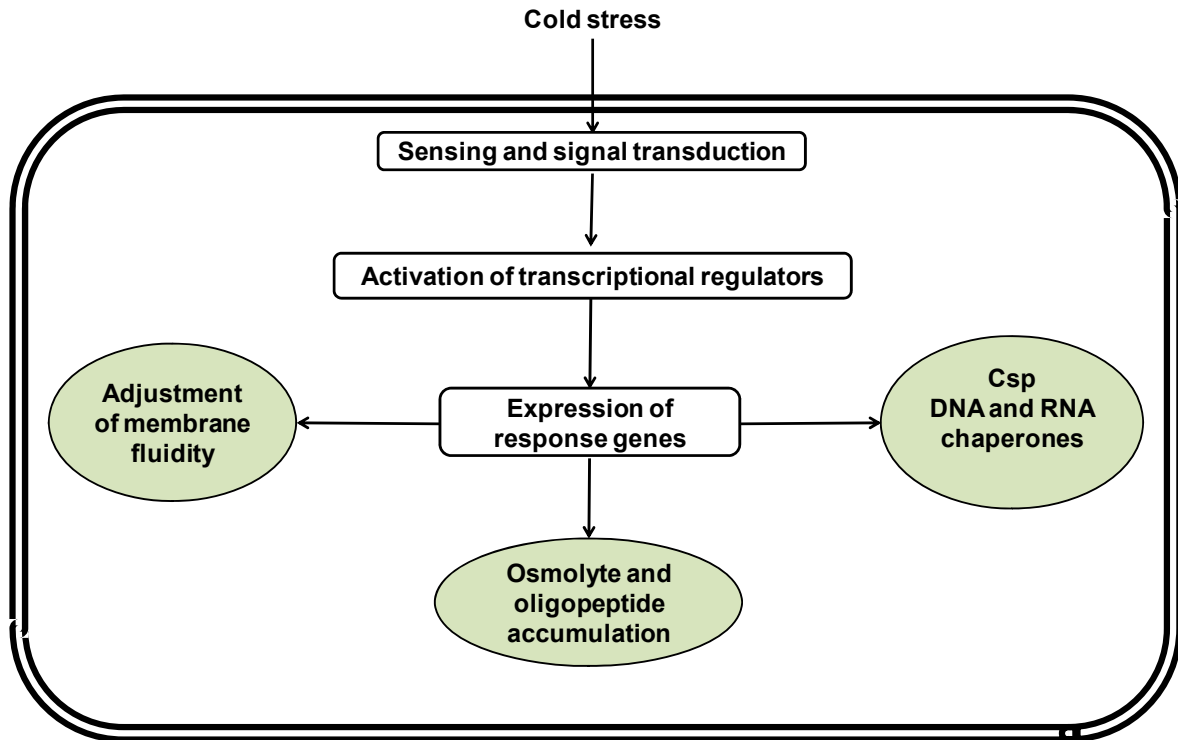 Cold stress
Sensing and signal transduction
Activation of transcriptional regulators
Adjustment
of membrane
fluidity
Expression of
response genes
Csp
DNA and RNA
chaperones
Osmolyte and
oligopeptide
accumulation